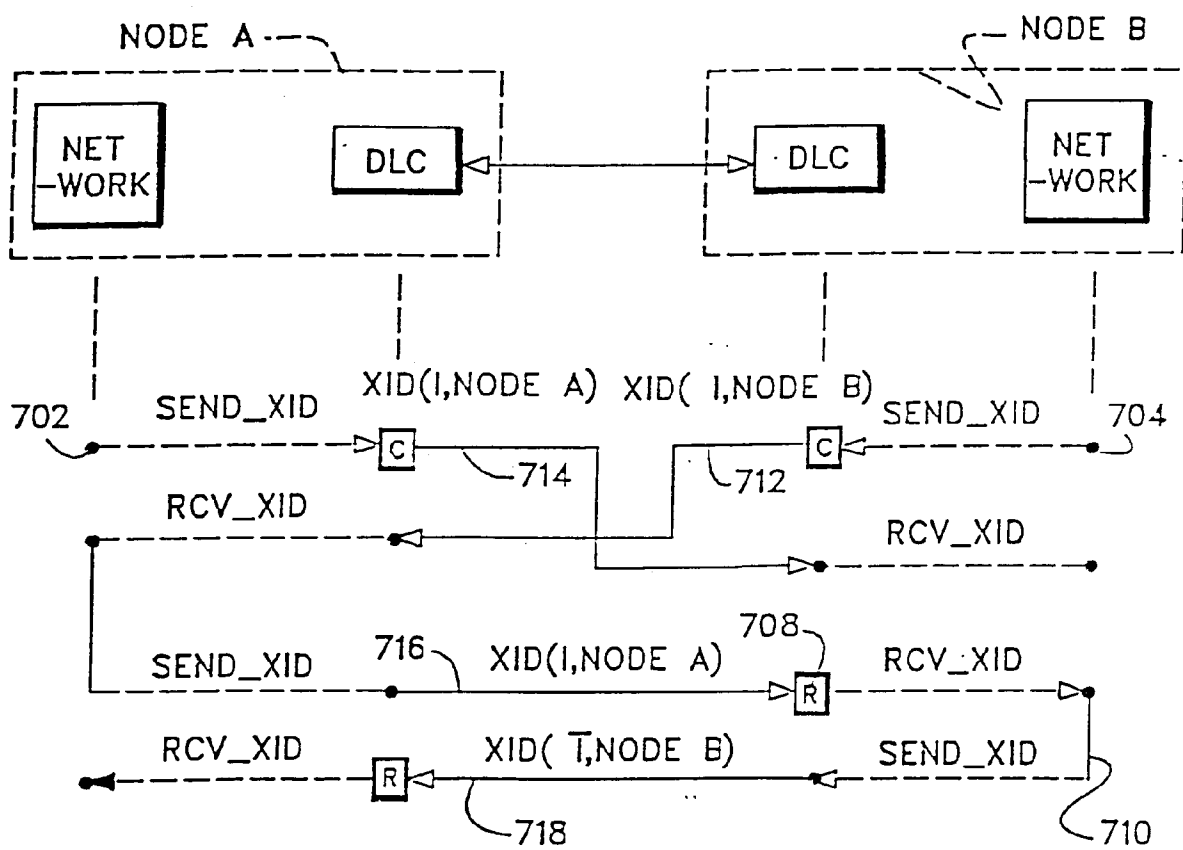 NODE A
NODE B
NET
-WORK
DLC
DLC
NET
-WORK
XID(I,NODE A)
XID( I,NODE B)
702
SEND_XID
C
714
712
C
SEND_XID
704
RCV_XID
RCV_XID
708
SEND_XID
716
XID(I,NODE A)
R
RCV_XID
RCV_XID
R
XID( Ī,NODE B)
SEND_XID
718
710